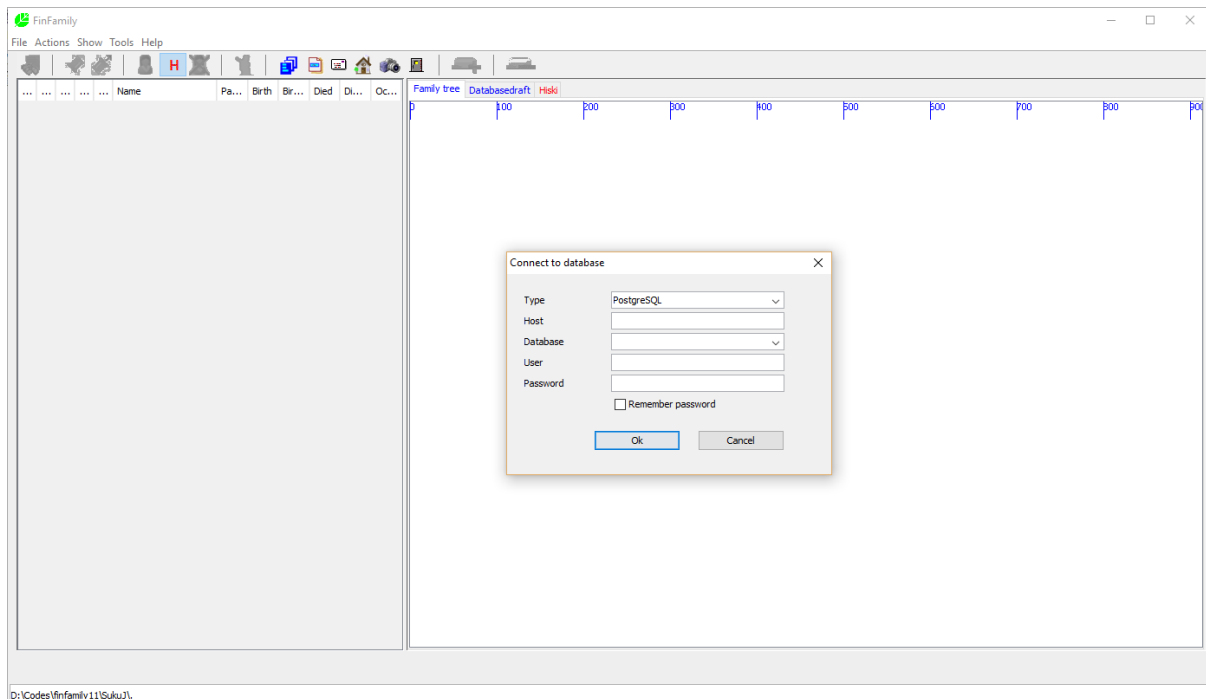 FinFamily
File Actions Show Tools Help
H
... ... ... ... ... Name Pa... Birth Bir... Died Di... Oc...
Family tree Databasedraft Hiski
0 100 200 300 400 500 600 700 800 900
Connect to database
Type PostgreSQL
Host
Database
User
Password
Remember password
Ok Cancel
D:\Codes\finfamily11\SukuJ\.